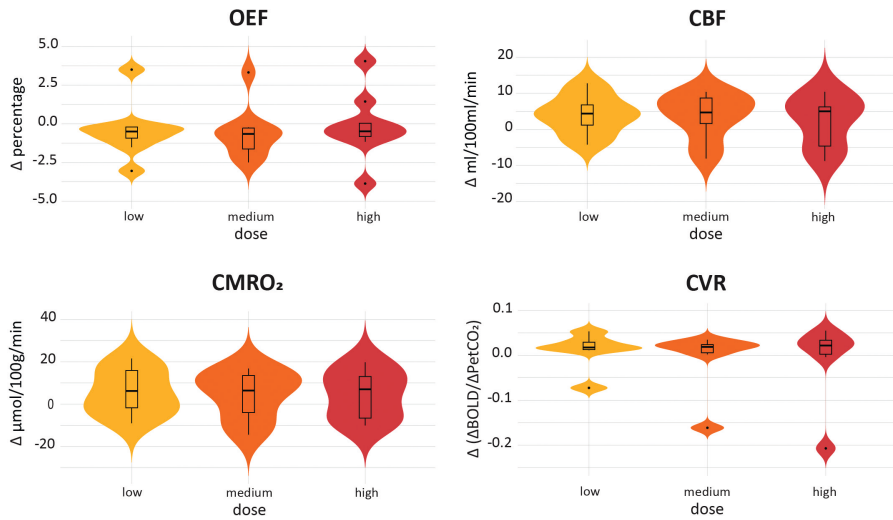 OEF
5.0
2.5
0.0
-2.5
-5.0
Δ percentage
low
medium
high
dose
CBF
20
10
0
-10
-20
Δ ml/100ml/min
low
medium
high
dose
CMRO₂
40
20
0
-20
Δ μmol/100g/min
low
medium
high
dose
CVR
0.1
0.0
-0.1
-0.2
Δ (ΔBOLD/ΔPetCO₂)
low
medium
high
dose